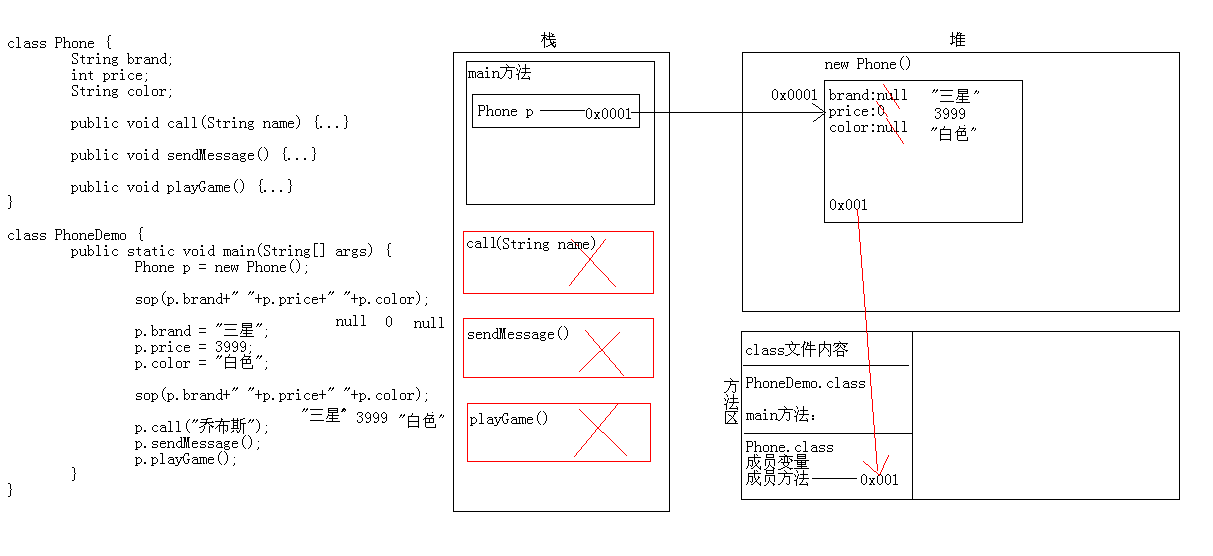 class Phone {
String brand;
int price;
String color;
public void call(String name) {...}
public void sendMessage() {...}
public void playGame() {...}
}
class PhoneDemo {
public static void main(String[] args) {
Phone p = new Phone();
sop(p.brand+" "+p.price+" "+p.color);
null 0 null
p.brand = "三星";
p.price = 3999;
p.color = "白色";
sop(p.brand+" "+p.price+" "+p.color);
"三星" 3999 "白色"
p.call("乔布斯");
p.sendMessage();
p.playGame();
}
}
栈
main方法
Phone p 0x0001
call(String name)
sendMessage()
playGame()
堆
new Phone()
0x0001
brand:null "三星"
price:0 3999
color:null "白色"
0x001
方法区
class文件内容
PhoneDemo.class
main方法:
Phone.class
成员变量
成员方法 0x001